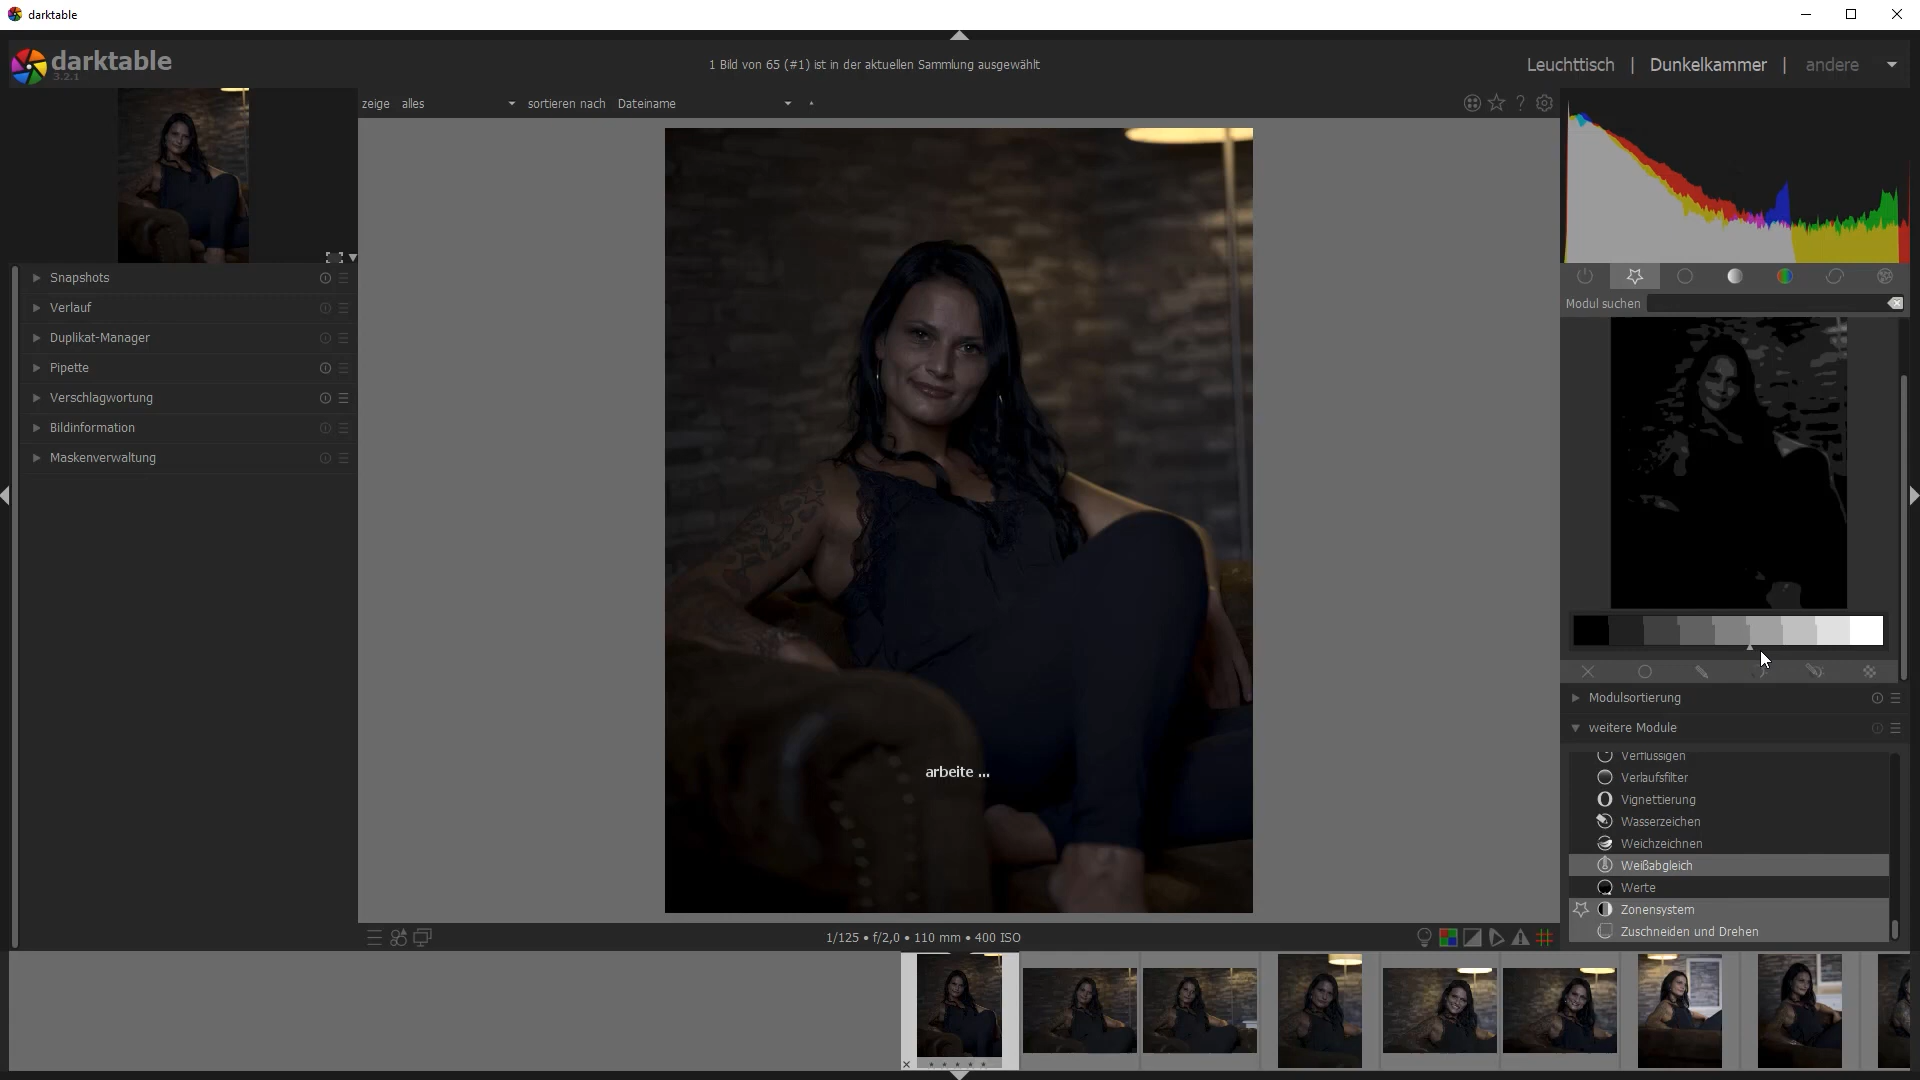 darktable
darktable
3.2.1
1 Bild von 65 (#1) ist in der aktuellen Sammlung ausgewählt
Leuchttisch | Dunkelkammer | andere
zeige alles sortieren nach Dateiname
?
Snapshots
Verlauf
Duplikat-Manager
Pipette
Verschlagwortung
Bildinformation
Maskenverwaltung
Modul suchen
arbeite ...
Modulsortierung
weitere Module
Verflüssigen
Verlaufsfilter
Vignettierung
Wasserzeichen
Weichzeichnen
Weißabgleich
Werte
Zonensystem
Zuschneiden und Drehen
1/125 • f/2,0 • 110 mm • 400 ISO